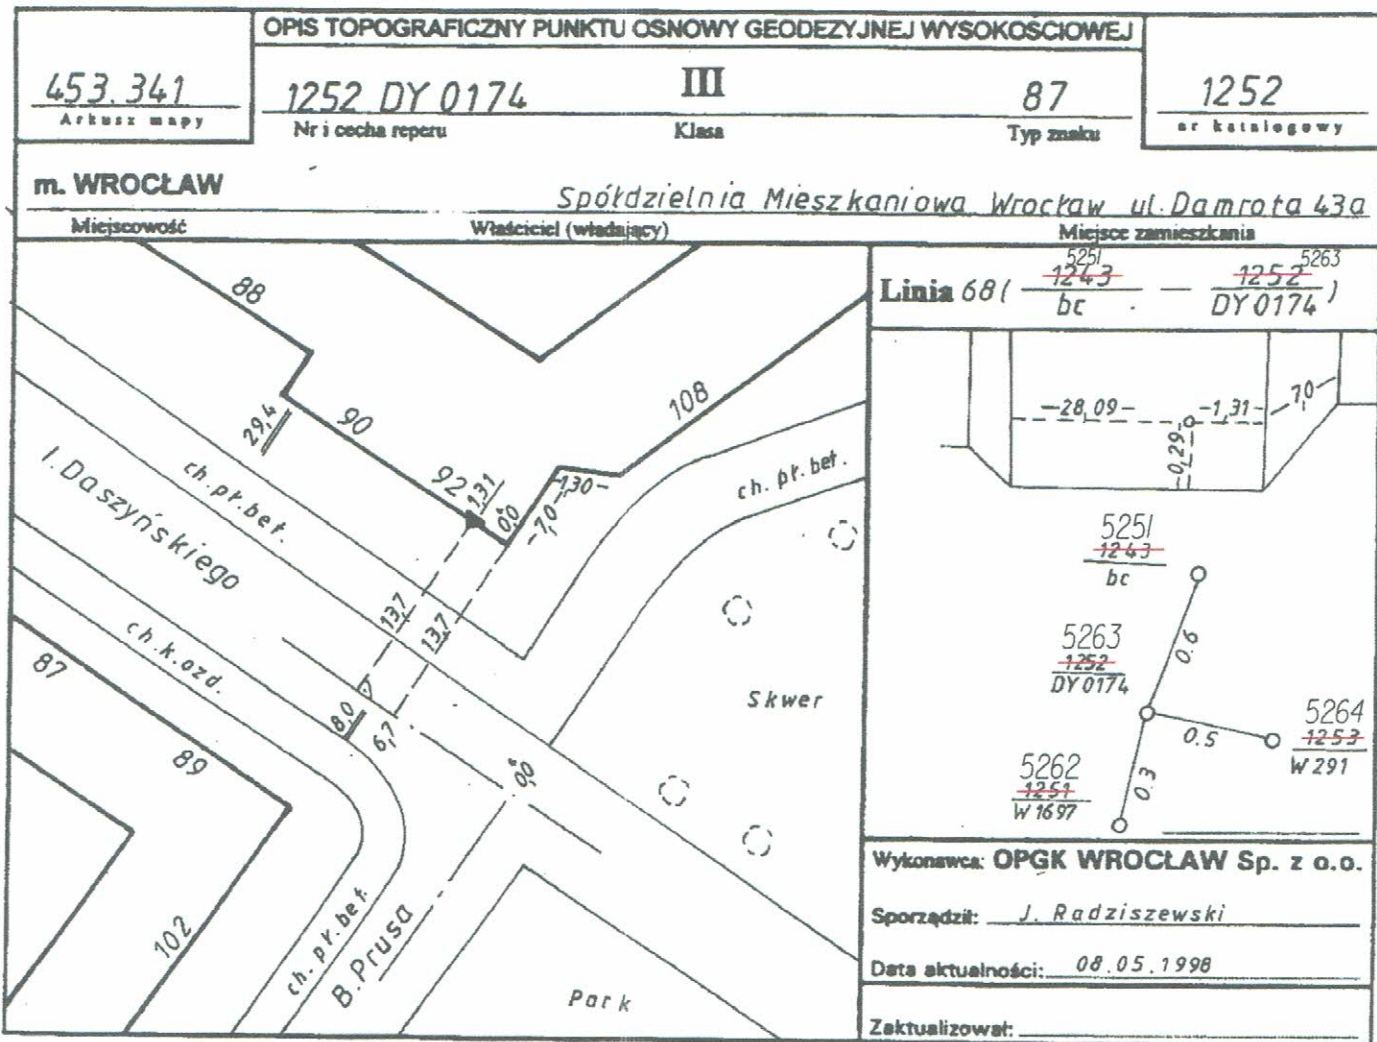 OPIS TOPOGRAFICZNY PUNKTU OSNOWY GEODEZYJNEJ WYSOKOŚCIOWEJ
453.341
Arkusz mapy
1252 DY 0174
Nr i cecha reperu
III
Klasa
87
Typ znaku
1252
nr katalogowy
m. WROCŁAW
Miejscowość
Spółdzielnia Mieszkaniowa Wrocław ul. Damrota 43a
Właściciel (władający)
Miejsce zamieszkania
88
90
29,4
92
1,31
0,0
108
-1,30-
-7,0-
I. Daszyńskiego
ch. pł. bet.
ch. pł. bet.
13,7
13,7
ch. k. ozd.
8,0
6,7
0,0
87
89
102
ch. pł. bet.
B. Prusa
Skwer
Park
Linia 68 ( 5251 1243 bc - 5263 1252 DY 0174 )
-28,09-
-1,31-
-7,0-
-0,29-
5251
1243
bc
0.6
5263
1252
DY 0174
0.5
5264
1253
W 291
5262
1251
W 1697
0.3
Wykonawca: OPGK WROCŁAW Sp. z o.o.
Sporządził: J. Radziszewski
Data aktualności: 08.05.1998
Zaktualizował: